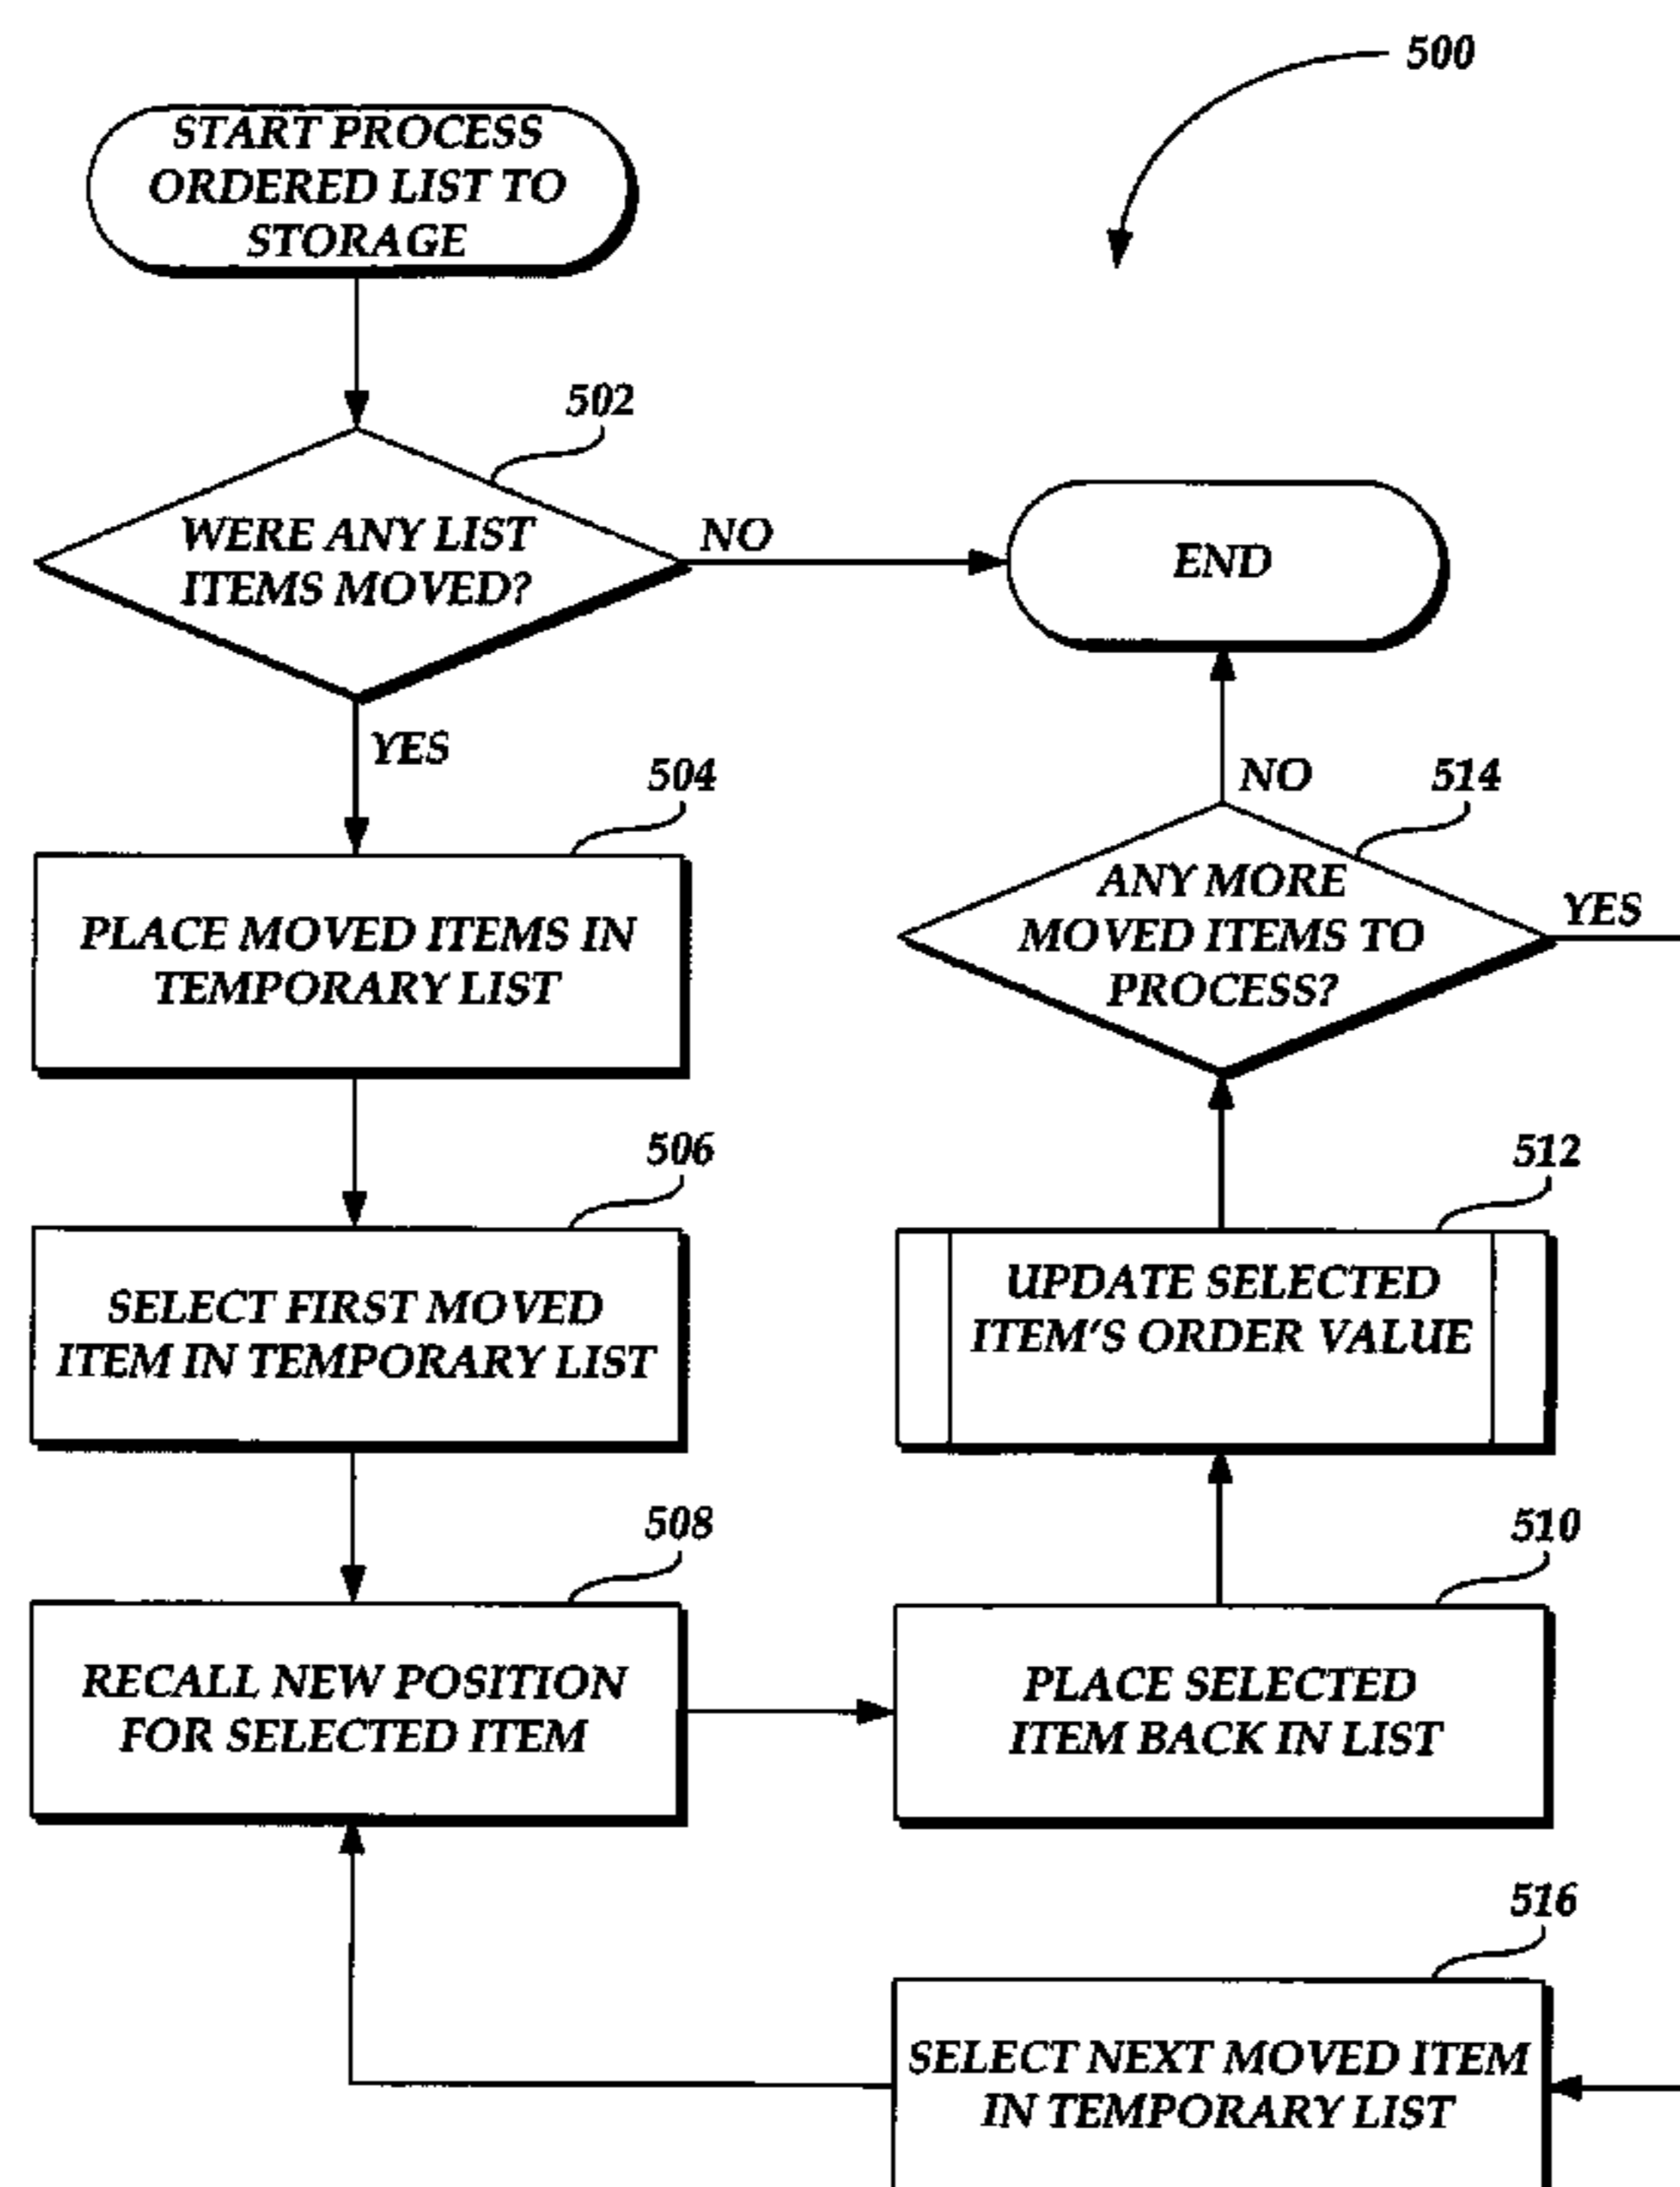 500
START PROCESS
ORDERED LIST TO
STORAGE
502
WERE ANY LIST
ITEMS MOVED?
NO
END
YES
504
PLACE MOVED ITEMS IN
TEMPORARY LIST
506
SELECT FIRST MOVED
ITEM IN TEMPORARY LIST
508
RECALL NEW POSITION
FOR SELECTED ITEM
510
PLACE SELECTED
ITEM BACK IN LIST
512
UPDATE SELECTED
ITEM'S ORDER VALUE
514
ANY MORE
MOVED ITEMS TO
PROCESS?
NO
YES
516
SELECT NEXT MOVED ITEM
IN TEMPORARY LIST